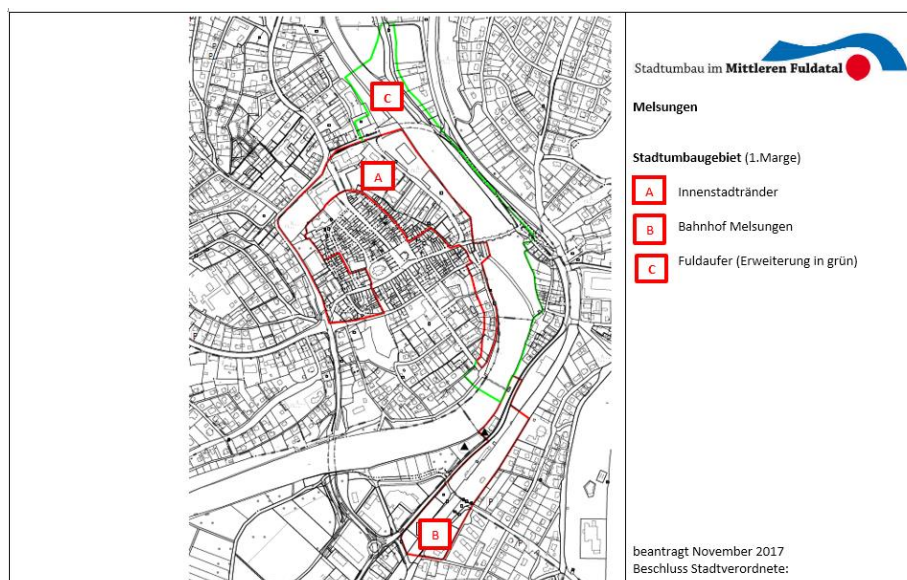 Stadtumbau im Mittleren Fuldatal
Melsungen
Stadtumbaugebiet (1.Marge)
A Innenstadtränder
B Bahnhof Melsungen
C Fuldaufer (Erweiterung in grün)
C
A
B
beantragt November 2017
Beschluss Stadtverordnete: